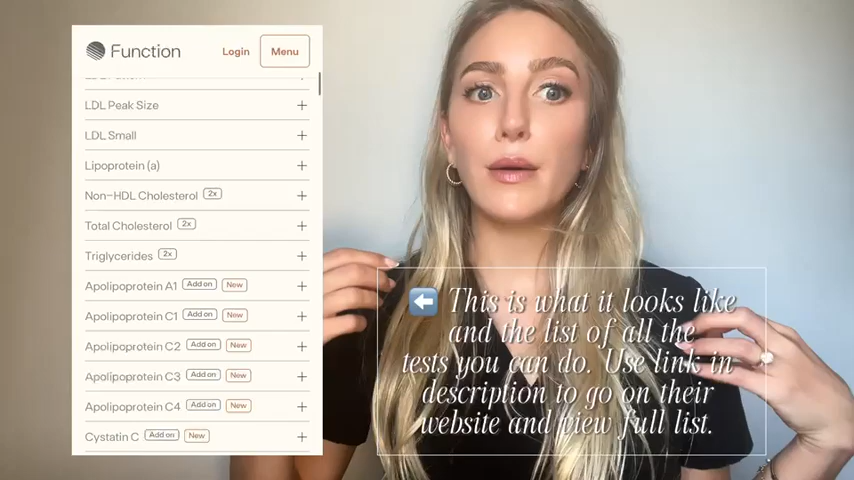 Function Login Menu
LDL Peak Size
LDL Small
Lipoprotein (a)
Non-HDL Cholesterol 2x
Total Cholesterol 2x
Triglycerides 2x
Apolipoprotein A1 Add on New
Apolipoprotein C1 Add on New
Apolipoprotein C2 Add on New
Apolipoprotein C3 Add on New
Apolipoprotein C4 Add on New
Cystatin C Add on New
⬅️ This is what it looks like
and the list of all the
tests you can do. Use link in
description to go on their
website and view full list.